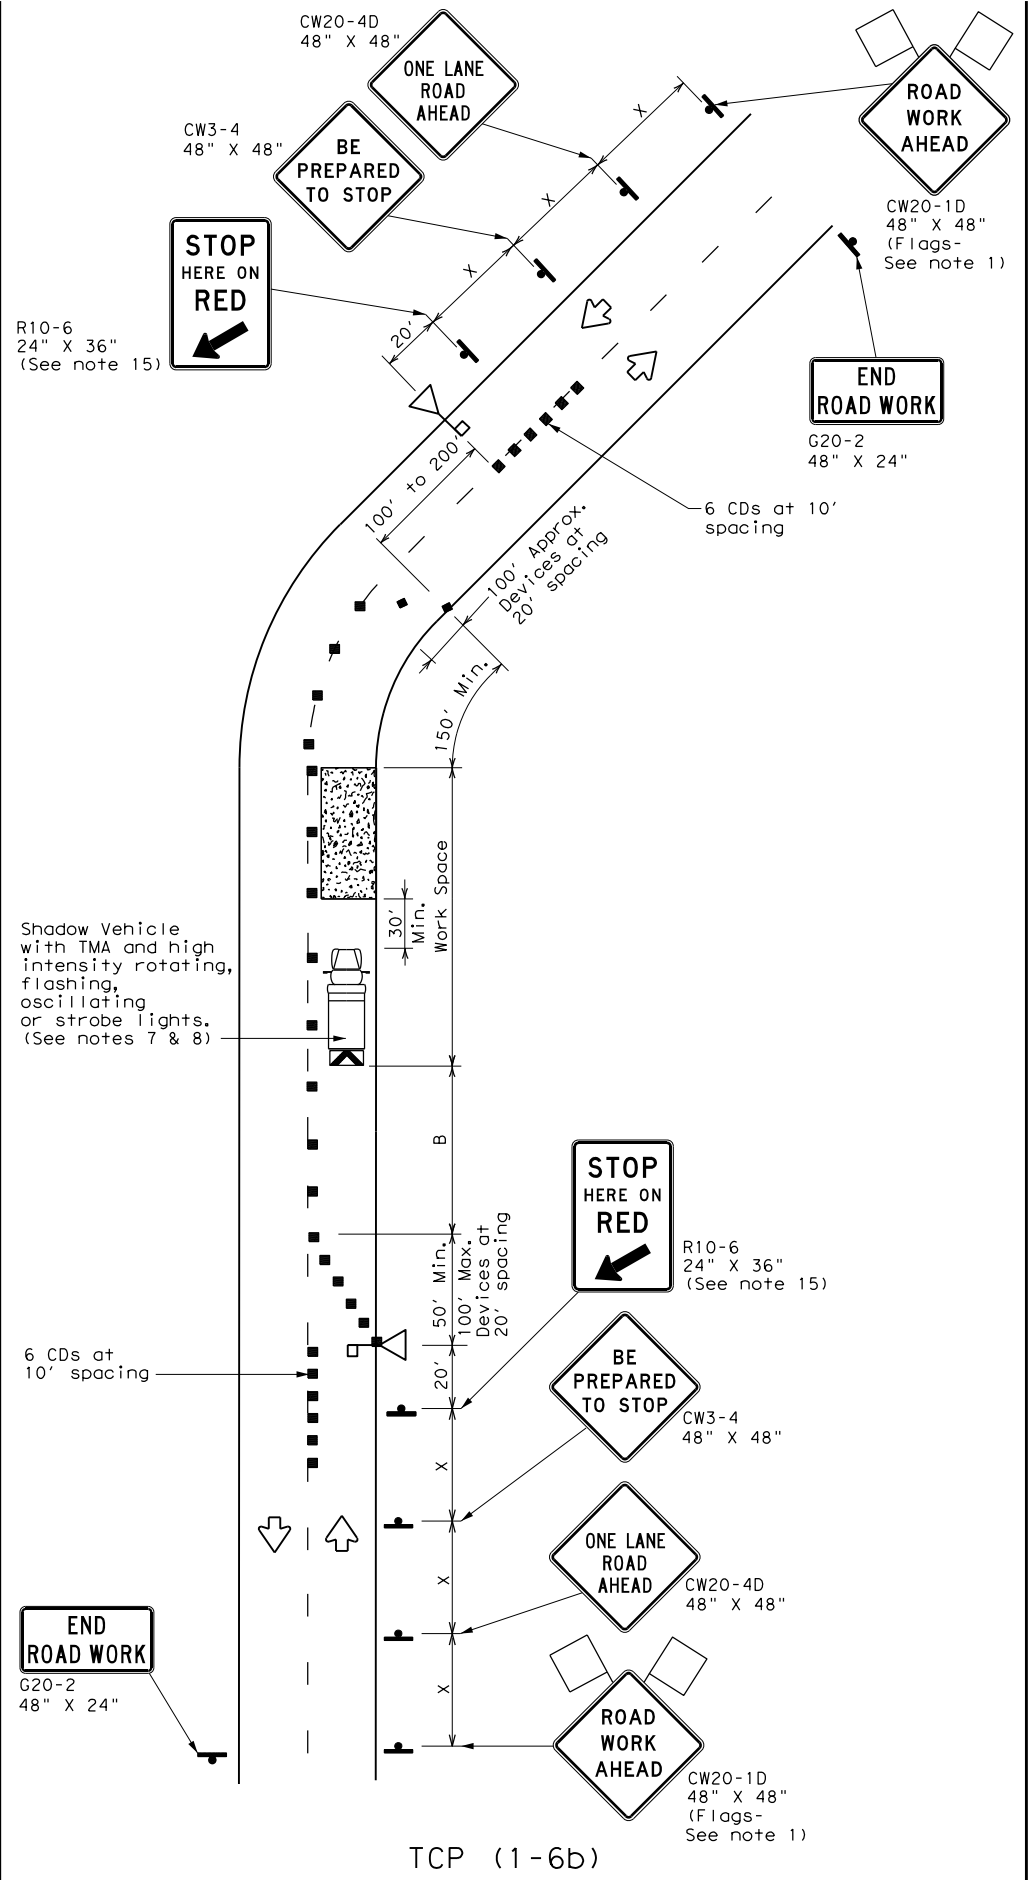 CW20-4D
48" X 48"
ONE LANE
ROAD
AHEAD
ROAD
WORK
AHEAD
CW20-1D
48" X 48"
(Flags-
See note 1)
CW3-4
48" X 48"
BE
PREPARED
TO STOP
X
X
X
20'
STOP
HERE ON
RED
R10-6
24" X 36"
(See note 15)
END
ROAD WORK
G20-2
48" X 24"
100' to 200'
6 CDs at 10'
spacing
100' Approx.
Devices at
20' spacing
150' Min.
Work Space
30'
Min.
Shadow Vehicle
with TMA and high
intensity rotating,
flashing,
oscillating
or strobe lights.
(See notes 7 & 8)
B
50' Min.
100' Max.
Devices at
20' spacing
STOP
HERE ON
RED
R10-6
24" X 36"
(See note 15)
6 CDs at
10' spacing
20'
BE
PREPARED
TO STOP
CW3-4
48" X 48"
X
ONE LANE
ROAD
AHEAD
CW20-4D
48" X 48"
X
END
ROAD WORK
G20-2
48" X 24"
X
ROAD
WORK
AHEAD
CW20-1D
48" X 48"
(Flags-
See note 1)
TCP (1-6b)